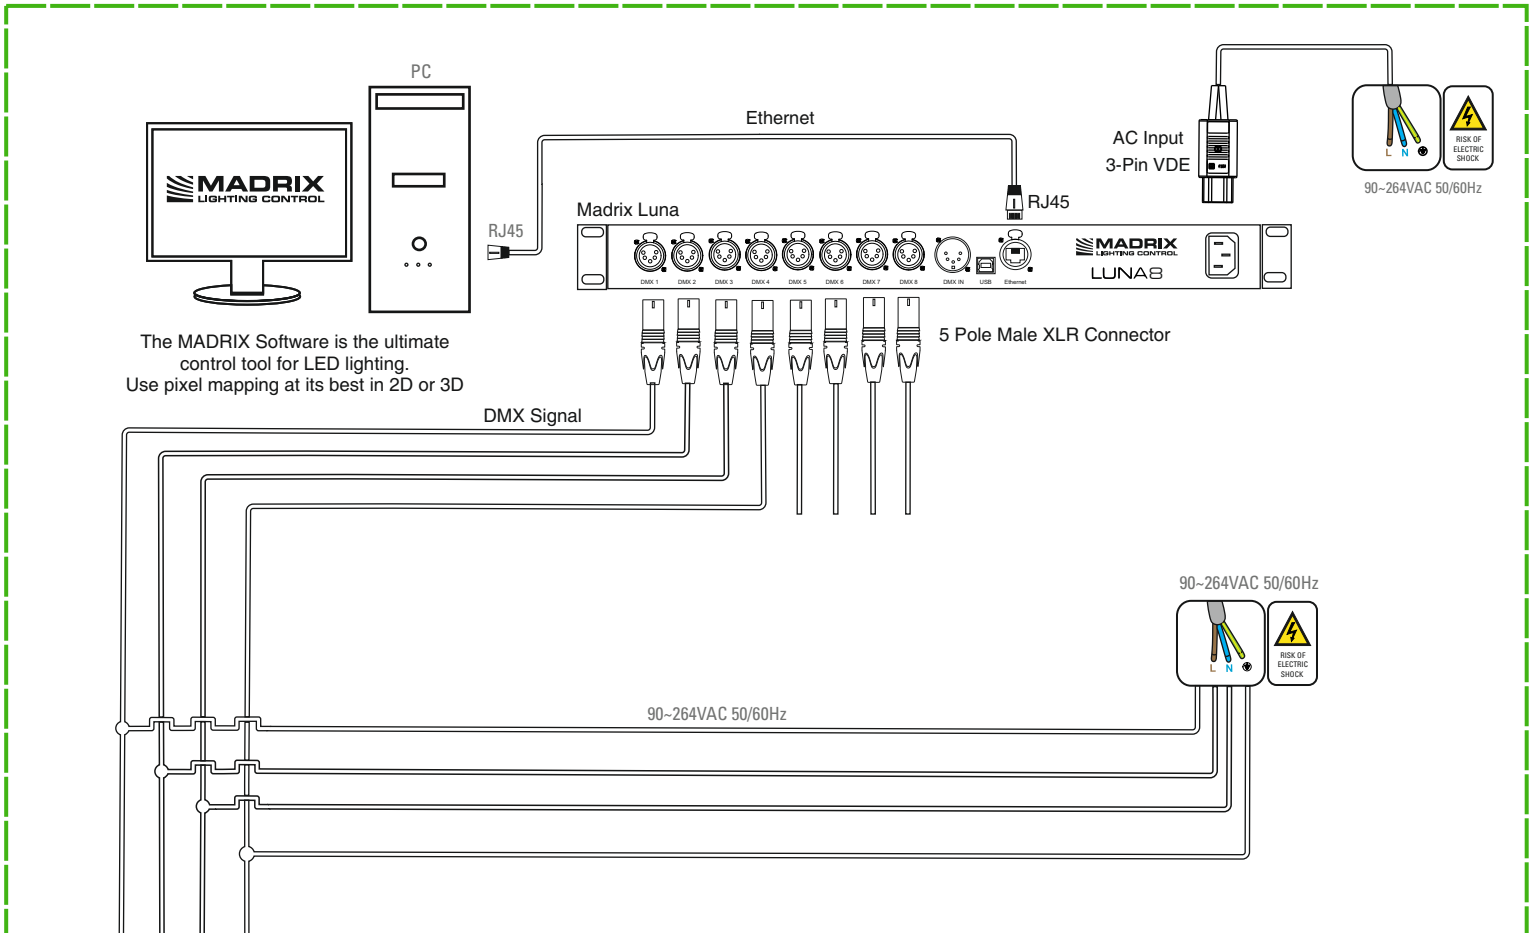 PC
MADRIX
LIGHTING CONTROL
RJ45
Ethernet
RJ45
AC Input
3-Pin VDE
L N
RISK OF
ELECTRIC
SHOCK
90~264VAC 50/60Hz
Madrix Luna
DMX 1 DMX 2 DMX 3 DMX 4 DMX 5 DMX 6 DMX 7 DMX 8 DMX IN USB Ethernet
MADRIX
LIGHTING CONTROL
LUNA8
The MADRIX Software is the ultimate
control tool for LED lighting.
Use pixel mapping at its best in 2D or 3D
5 Pole Male XLR Connector
DMX Signal
90~264VAC 50/60Hz
L N
RISK OF
ELECTRIC
SHOCK
90~264VAC 50/60Hz